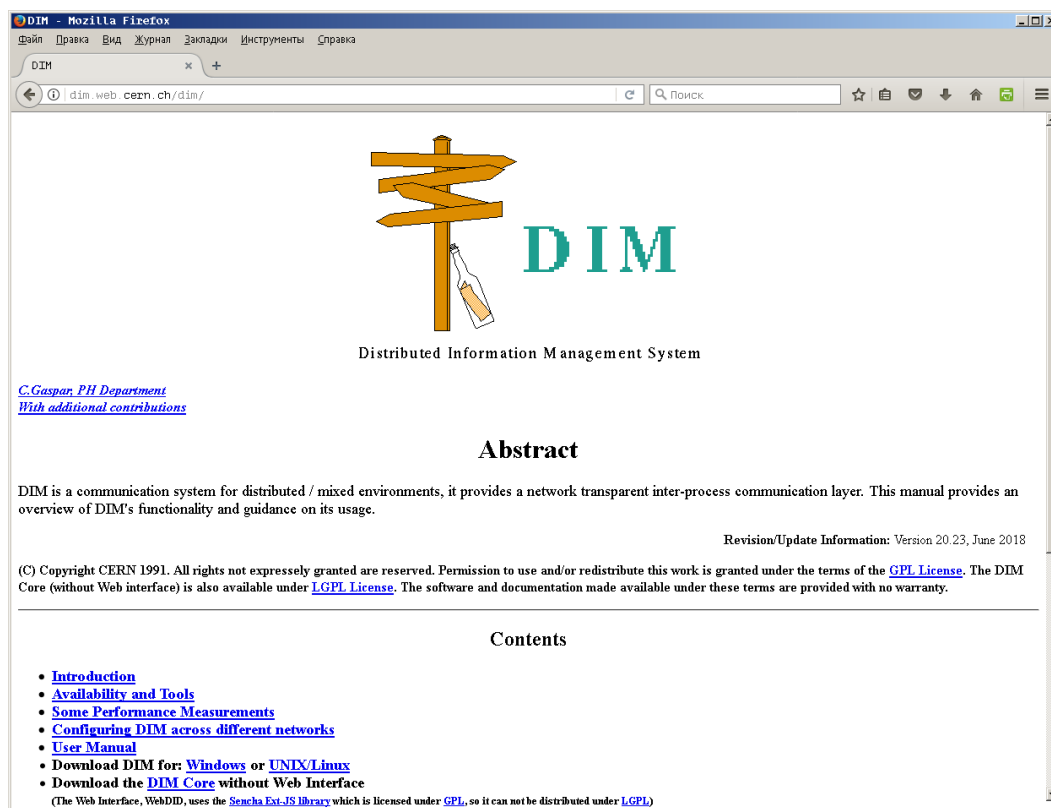 DIM - Mozilla Firefox
Файл Правка Вид Журнал Закладки Инструменты Справка
DIM
dim.web.cern.ch/dim/
Поиск
DIM
Distributed Information Management System
C.Gaspar, PH Department
With additional contributions
Abstract
DIM is a communication system for distributed / mixed environments, it provides a network transparent inter-process communication layer. This manual provides an
overview of DIM's functionality and guidance on its usage.
Revision/Update Information: Version 20.23, June 2018
(C) Copyright CERN 1991. All rights not expressely granted are reserved. Permission to use and/or redistribute this work is granted under the terms of the GPL License. The DIM
Core (without Web interface) is also available under LGPL License. The software and documentation made available under these terms are provided with no warranty.
Contents
Introduction
Availability and Tools
Some Performance Measurements
Configuring DIM across different networks
User Manual
Download DIM for: Windows or UNIX/Linux
Download the DIM Core without Web Interface
(The Web Interface, WebDID, uses the Sencha Ext-JS library which is licensed under GPL, so it can not be distributed under LGPL)